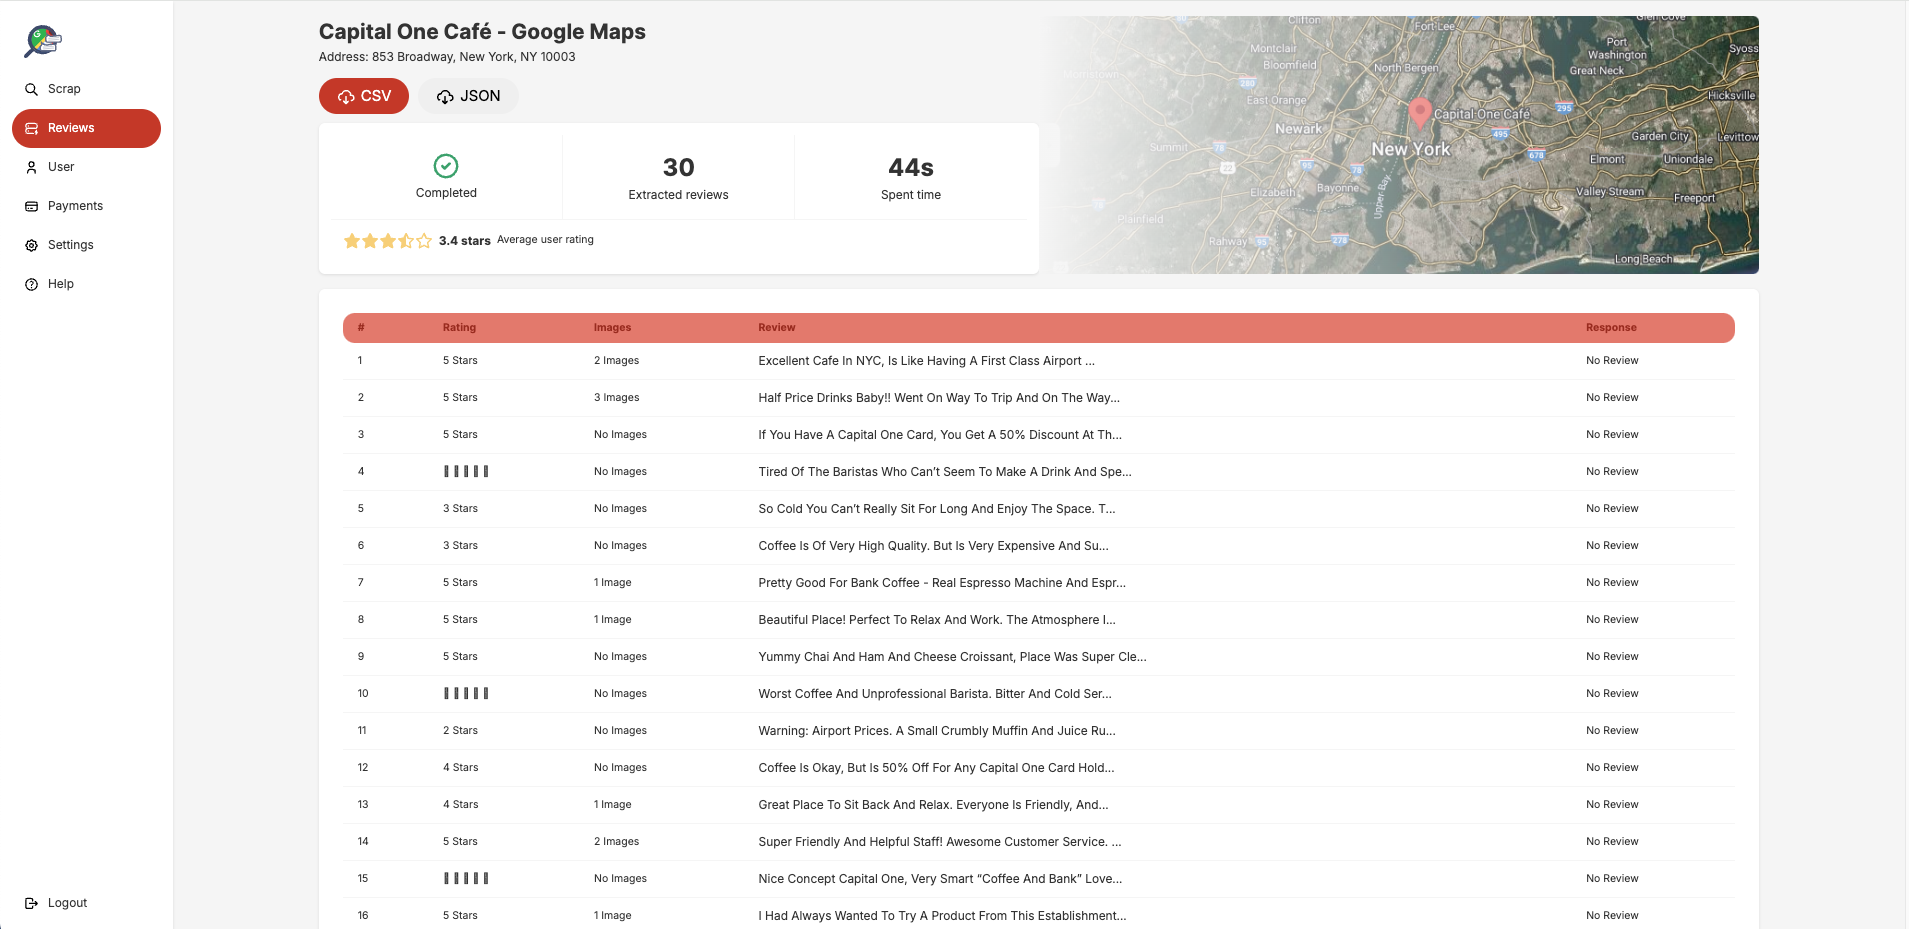 Scrap
Reviews
User
Payments
Settings
Help
Logout
Capital One Café - Google Maps
Address: 853 Broadway, New York, NY 10003
CSV
JSON
Completed
30
Extracted reviews
44s
Spent time
3.4 stars Average user rating
80
Clifton
Fort Lee
Glen Cove
Montclair
Bloomfield
Port
Washington
Syoss
Morristown
North Bergen
Great Neck
280
East Orange
295
Hicksville
Capital One Café
Newark
495
Garden City
Levittow
Summit
78
New York
678
Elmont
Uniondale
22
95
78
Elizabeth
Bayonne
Upper Bay
Valley Stream
Freeport
Plainfield
Rahway
95
278
Long Beach
# Rating Images Review Response
1 5 Stars 2 Images Excellent Cafe In NYC, Is Like Having A First Class Airport ... No Review
2 5 Stars 3 Images Half Price Drinks Baby!! Went On Way To Trip And On The Way... No Review
3 5 Stars No Images If You Have A Capital One Card, You Get A 50% Discount At Th... No Review
4 No Images Tired Of The Baristas Who Can’t Seem To Make A Drink And Spe... No Review
5 3 Stars No Images So Cold You Can’t Really Sit For Long And Enjoy The Space. T... No Review
6 3 Stars No Images Coffee Is Of Very High Quality. But Is Very Expensive And Su... No Review
7 5 Stars 1 Image Pretty Good For Bank Coffee - Real Espresso Machine And Espr... No Review
8 5 Stars 1 Image Beautiful Place! Perfect To Relax And Work. The Atmosphere I... No Review
9 5 Stars No Images Yummy Chai And Ham And Cheese Croissant, Place Was Super Cle... No Review
10 No Images Worst Coffee And Unprofessional Barista. Bitter And Cold Ser... No Review
11 2 Stars No Images Warning: Airport Prices. A Small Crumbly Muffin And Juice Ru... No Review
12 4 Stars No Images Coffee Is Okay, But Is 50% Off For Any Capital One Card Hold... No Review
13 4 Stars 1 Image Great Place To Sit Back And Relax. Everyone Is Friendly, And... No Review
14 5 Stars 2 Images Super Friendly And Helpful Staff! Awesome Customer Service. ... No Review
15 No Images Nice Concept Capital One, Very Smart “Coffee And Bank” Love... No Review
16 5 Stars 1 Image I Had Always Wanted To Try A Product From This Establishment... No Review